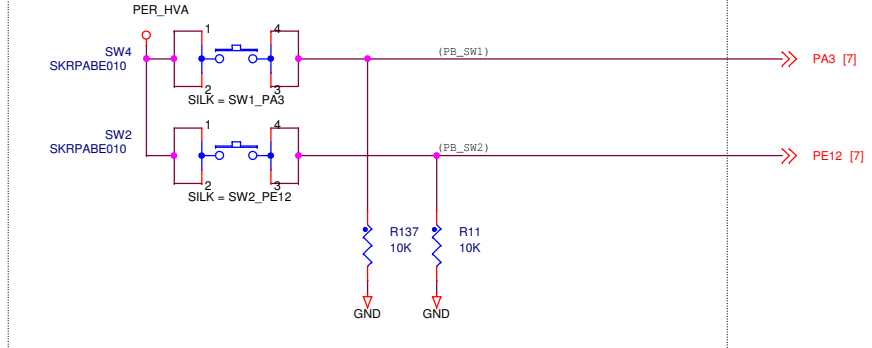 PER_HVA
1
4
SW4
SKRPABE010
(PB_SW1)
PA3 [7]
2
3
SILK = SW1_PA3
1
4
SW2
SKRPABE010
(PB_SW2)
PE12 [7]
2
3
SILK = SW2_PE12
R137
10K
R11
10K
GND
GND